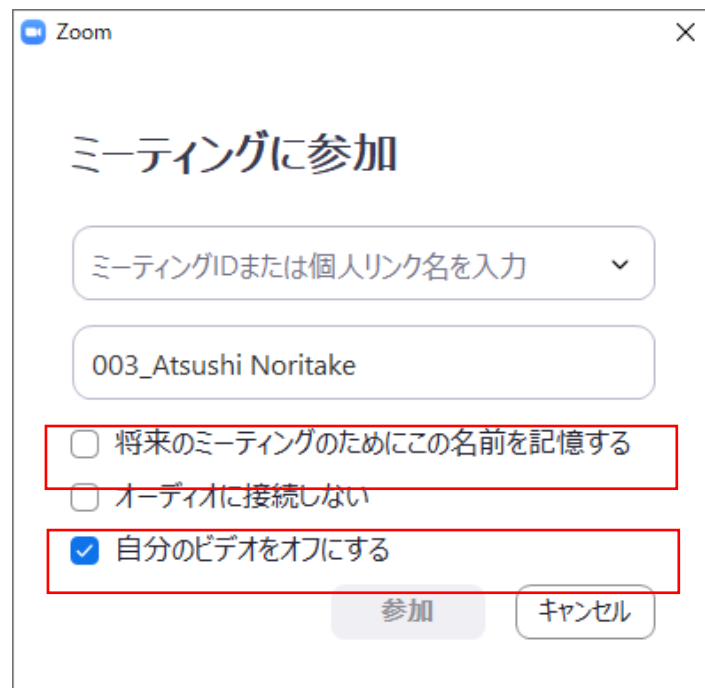 Zoom
ミーティングに参加
ミーティングIDまたは個人リンク名を入力
003_Atsushi Noritake
将来のミーティングのためにこの名前を記憶する
オーディオに接続しない
自分のビデオをオフにする
参加 キャンセル